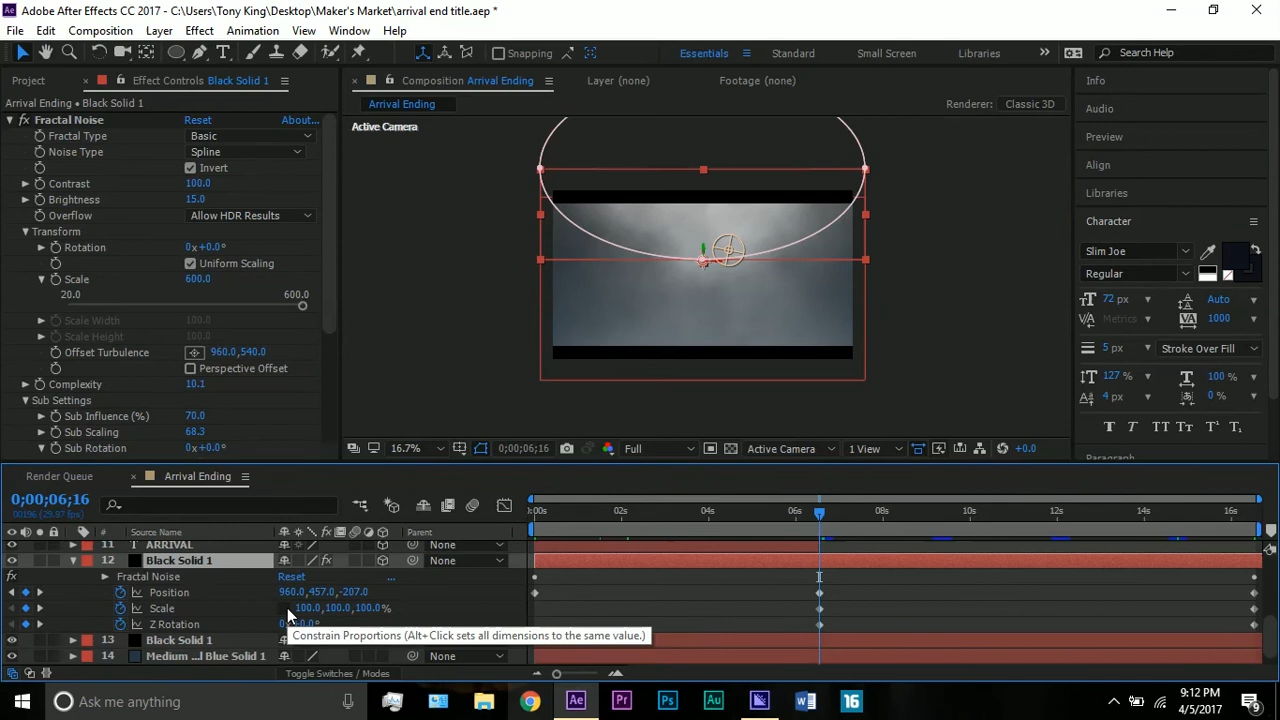 Adobe After Effects CC 2017 - C:\Users\Tony King\Desktop\Maker's Market\arrival end title.aep *
File Edit Composition Layer Effect Animation View Window Help
Snapping Essentials Standard Small Screen Libraries Search Help
Project Effect Controls Black Solid 1 Composition Arrival Ending Layer (none) Footage (none) Info
Arrival Ending • Black Solid 1 Arrival Ending Renderer: Classic 3D Audio
Fractal Noise Reset About... Active Camera
Fractal Type Basic Preview
Noise Type Spline
Invert Align
Contrast 100.0
Brightness 15.0 Libraries
Overflow Allow HDR Results
Transform Character
Rotation 0x+0.0°
Uniform Scaling Slim Joe
Scale 600.0 Regular
20.0 600.0 72 px Auto
Scale Width 100.0 Metrics 1000
Scale Height 100.0
Offset Turbulence 960.0,540.0 5 px Stroke Over Fill
Perspective Offset
Complexity 10.1 127 % 100 %
Sub Settings 4 px 0 %
Sub Influence (%) 70.0
Sub Scaling 68.3
Sub Rotation 0x+0.0° 16.7% 0;00;06;16 Full Active Camera 1 View +0.0 Paragraph
Render Queue Arrival Ending
0;00;06;16
00196 (29.97 fps) :00s 02s 04s 06s 08s 10s 12s 14s 16s
# Source Name Parent
11 T ARRIVAL None
12 Black Solid 1 None
Fractal Noise Reset ...
Position 960.0,457.0,-207.0
Scale 100.0,100.0,100.0%
Z Rotation
Constrain Proportions (Alt+Click sets all dimensions to the same value.)
13 Black Solid 1
14 Medium ...l Blue Solid 1 None
Toggle Switches / Modes
Ask me anything Ae Pr Ps Au W 16 9:12 PM
4/5/2017 9